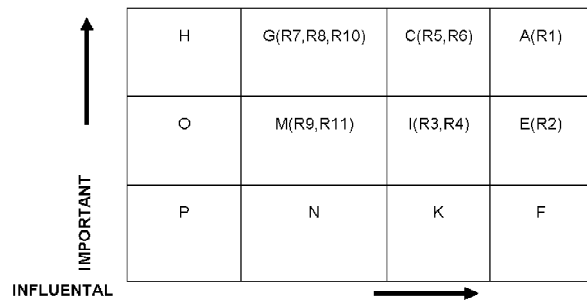 H G(R7,R8,R10) C(R5,R6) A(R1)
O M(R9,R11) I(R3,R4) E(R2)
P N K F
IMPORTANT
INFLUENTAL